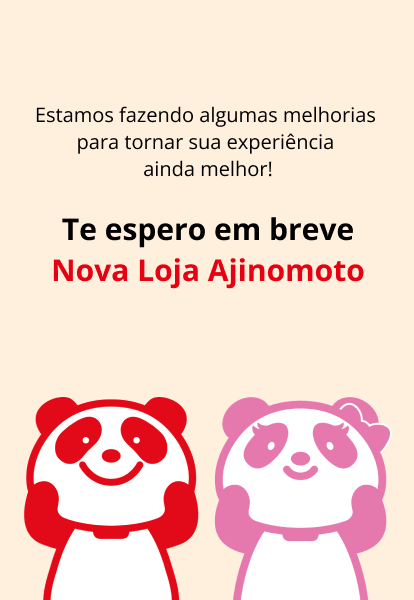 Estamos fazendo algumas melhorias
para tornar sua experiência
ainda melhor!
Te espero em breve
Nova Loja Ajinomoto